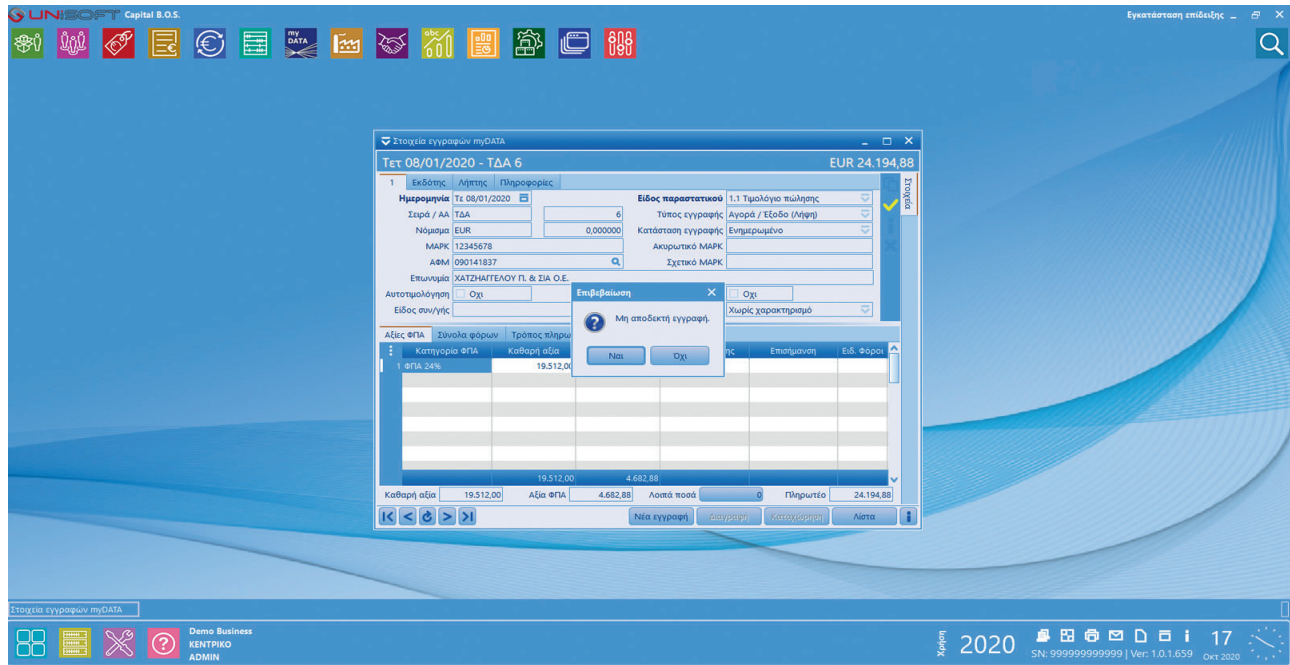 UNISOFT Capital B.O.S.
Εγκατάσταση επίδειξης
my
DATA
abc
Στοιχεία εγγραφών myDATA
Τετ 08/01/2020 - ΤΔΑ 6
EUR 24.194,88
1 Εκδότης Λήπτης Πληροφορίες
Στοιχεία
Ημερομηνία Τε 08/01/2020 Είδος παραστατικού 1.1 Τιμολόγιο πώλησης
Σειρά / ΑΑ ΤΔΑ 6 Τύπος εγγραφής Αγορά / Έξοδο (Λήψη)
Νόμισμα EUR 0,000000 Κατάσταση εγγραφής Ενημερωμένο
ΜΑΡΚ 12345678 Ακυρωτικό ΜΑΡΚ
ΑΦΜ 090141837 Σχετικό ΜΑΡΚ
Επωνυμία ΧΑΤΖΗΑΓΓΕΛΟΥ Π. & ΣΙΑ Ο.Ε.
Αυτοτιμολόγηση Οχι Οχι
Είδος συν/γής Χωρίς χαρακτηρισμό
Επιβεβαίωση
Μη αποδεκτή εγγραφή.
Ναι Όχι
Αξίες ΦΠΑ Σύνολα φόρων Τρόπος πληρω
Κατηγορία ΦΠΑ Καθαρή αξία ης Επισήμανση Ειδ. Φόροι
1 ΦΠΑ 24% 19.512,00
19.512,00 4.682,88
Καθαρή αξία 19.512,00 Αξία ΦΠΑ 4.682,88 Λοιπά ποσά 0 Πληρωτέο 24.194,88
Νέα εγγραφή Διαγραφή Καταχώρηση Λίστα
Στοιχεία εγγραφών myDATA
Demo Business
ΚΕΝΤΡΙΚΟ
ADMIN
Χρήση 2020
SN: 999999999999 | Ver: 1.0.1.659
17
Οκτ 2020